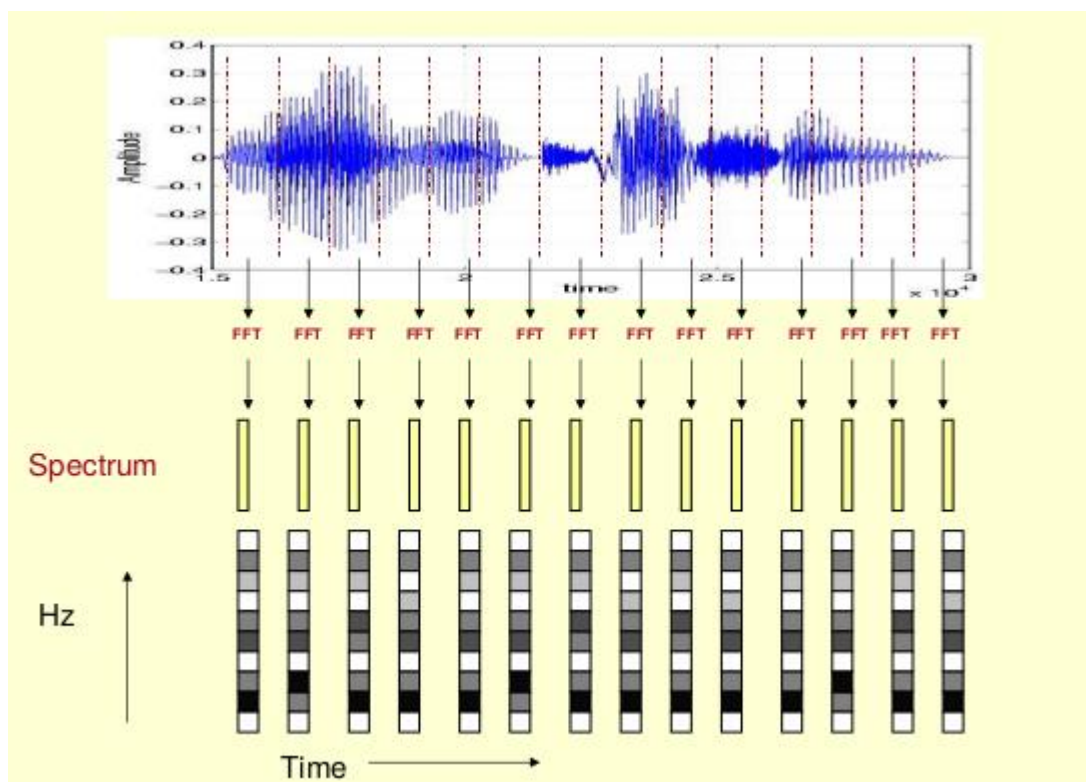 0.4
0.3
0.2
0.1
0
-0.1
-0.2
-0.3
-0.4
Amplitude
1.5 2 2.5 3
time
x 10⁴
FFT FFT FFT FFT FFT FFT FFT FFT FFT FFT FFT FFT FFT FFT
Spectrum
Hz
Time